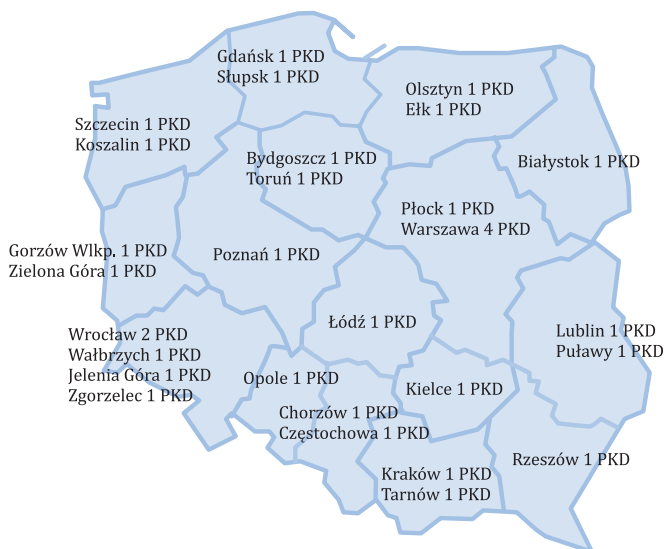 Gdańsk 1 PKD
Słupsk 1 PKD
Olsztyn 1 PKD
Ełk 1 PKD
Szczecin 1 PKD
Koszalin 1 PKD
Bydgoszcz 1 PKD
Toruń 1 PKD
Białystok 1 PKD
Płock 1 PKD
Warszawa 4 PKD
Gorzów Wlkp. 1 PKD
Zielona Góra 1 PKD
Poznań 1 PKD
Łódź 1 PKD
Lublin 1 PKD
Puławy 1 PKD
Wrocław 2 PKD
Wałbrzych 1 PKD
Jelenia Góra 1 PKD
Zgorzelec 1 PKD
Opole 1 PKD
Kielce 1 PKD
Chorzów 1 PKD
Częstochowa 1 PKD
Rzeszów 1 PKD
Kraków 1 PKD
Tarnów 1 PKD